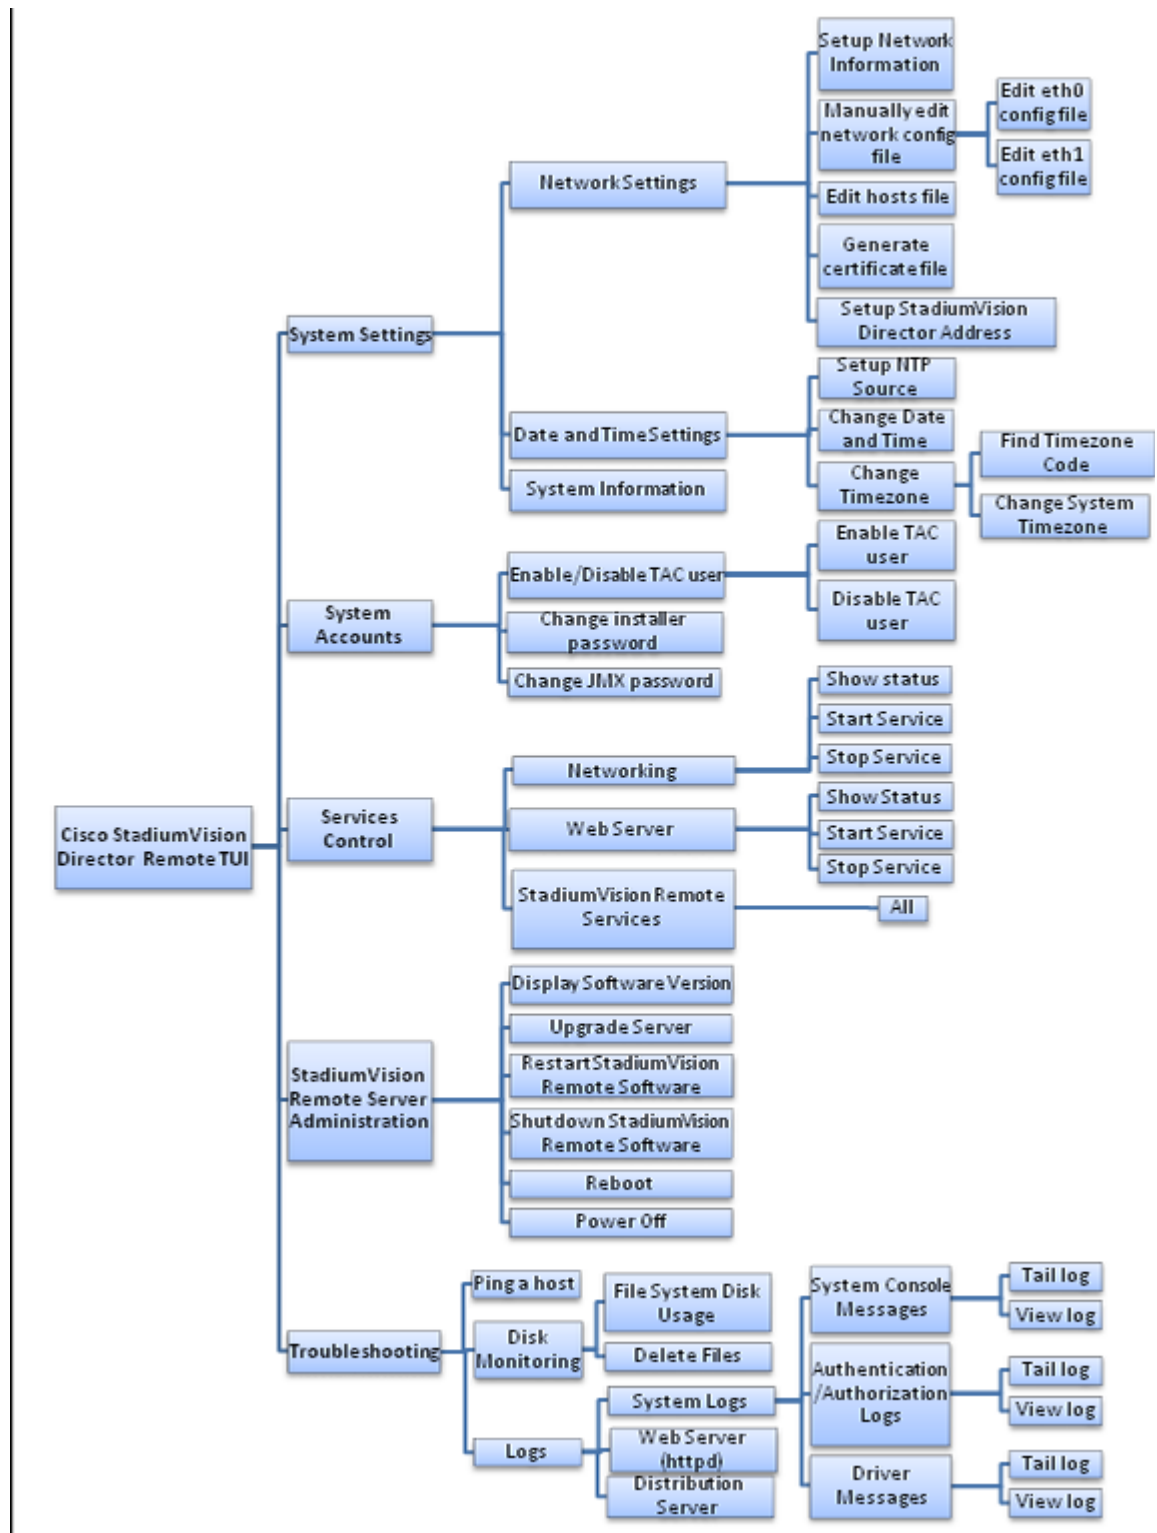 Cisco StadiumVision
Director Remote TUI
System Settings
Network Settings
Setup Network
Information
Manually edit
network config
file
Edit eth0
config file
Edit eth1
config file
Edit hosts file
Generate
certificate file
Setup StadiumVision
Director Address
Date and Time Settings
Setup NTP
Source
Change Date
and Time
Change
Timezone
Find Timezone
Code
Change System
Timezone
System Information
System
Accounts
Enable/Disable TAC user
Enable TAC
user
Disable TAC
user
Change installer
password
Change JMX password
Services
Control
Networking
Show status
Start Service
Stop Service
Web Server
Show Status
Start Service
Stop Service
StadiumVision Remote
Services
All
StadiumVision
Remote Server
Administration
Display Software Version
Upgrade Server
Restart StadiumVision
Remote Software
Shutdown StadiumVision
Remote Software
Reboot
Power Off
Troubleshooting
Ping a host
Disk
Monitoring
File System Disk
Usage
Delete Files
Logs
System Logs
System Console
Messages
Tail log
View log
Authentication
/Authorization
Logs
Tail log
View log
Driver
Messages
Tail log
View log
Web Server
(httpd)
Distribution
Server